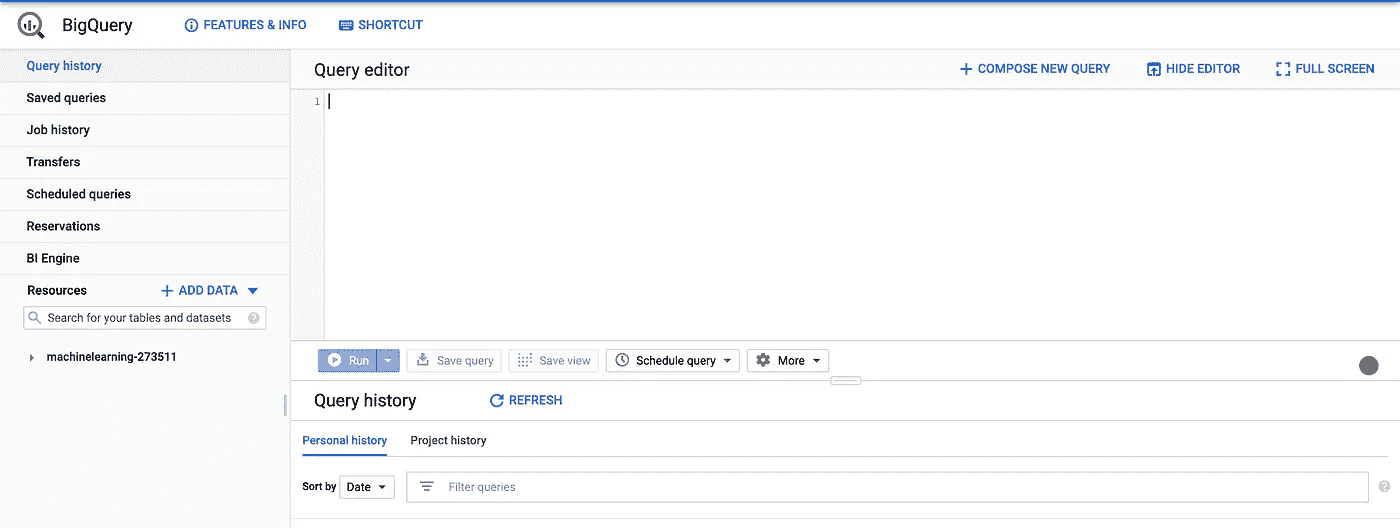 BigQuery
FEATURES & INFO
SHORTCUT
Query history
Saved queries
Job history
Transfers
Scheduled queries
Reservations
BI Engine
Resources
ADD DATA
Search for your tables and datasets
machinelearning-273511
Query editor
COMPOSE NEW QUERY
HIDE EDITOR
FULL SCREEN
1
Run
Save query
Save view
Schedule query
More
Query history
REFRESH
Personal history
Project history
Sort by
Date
Filter queries